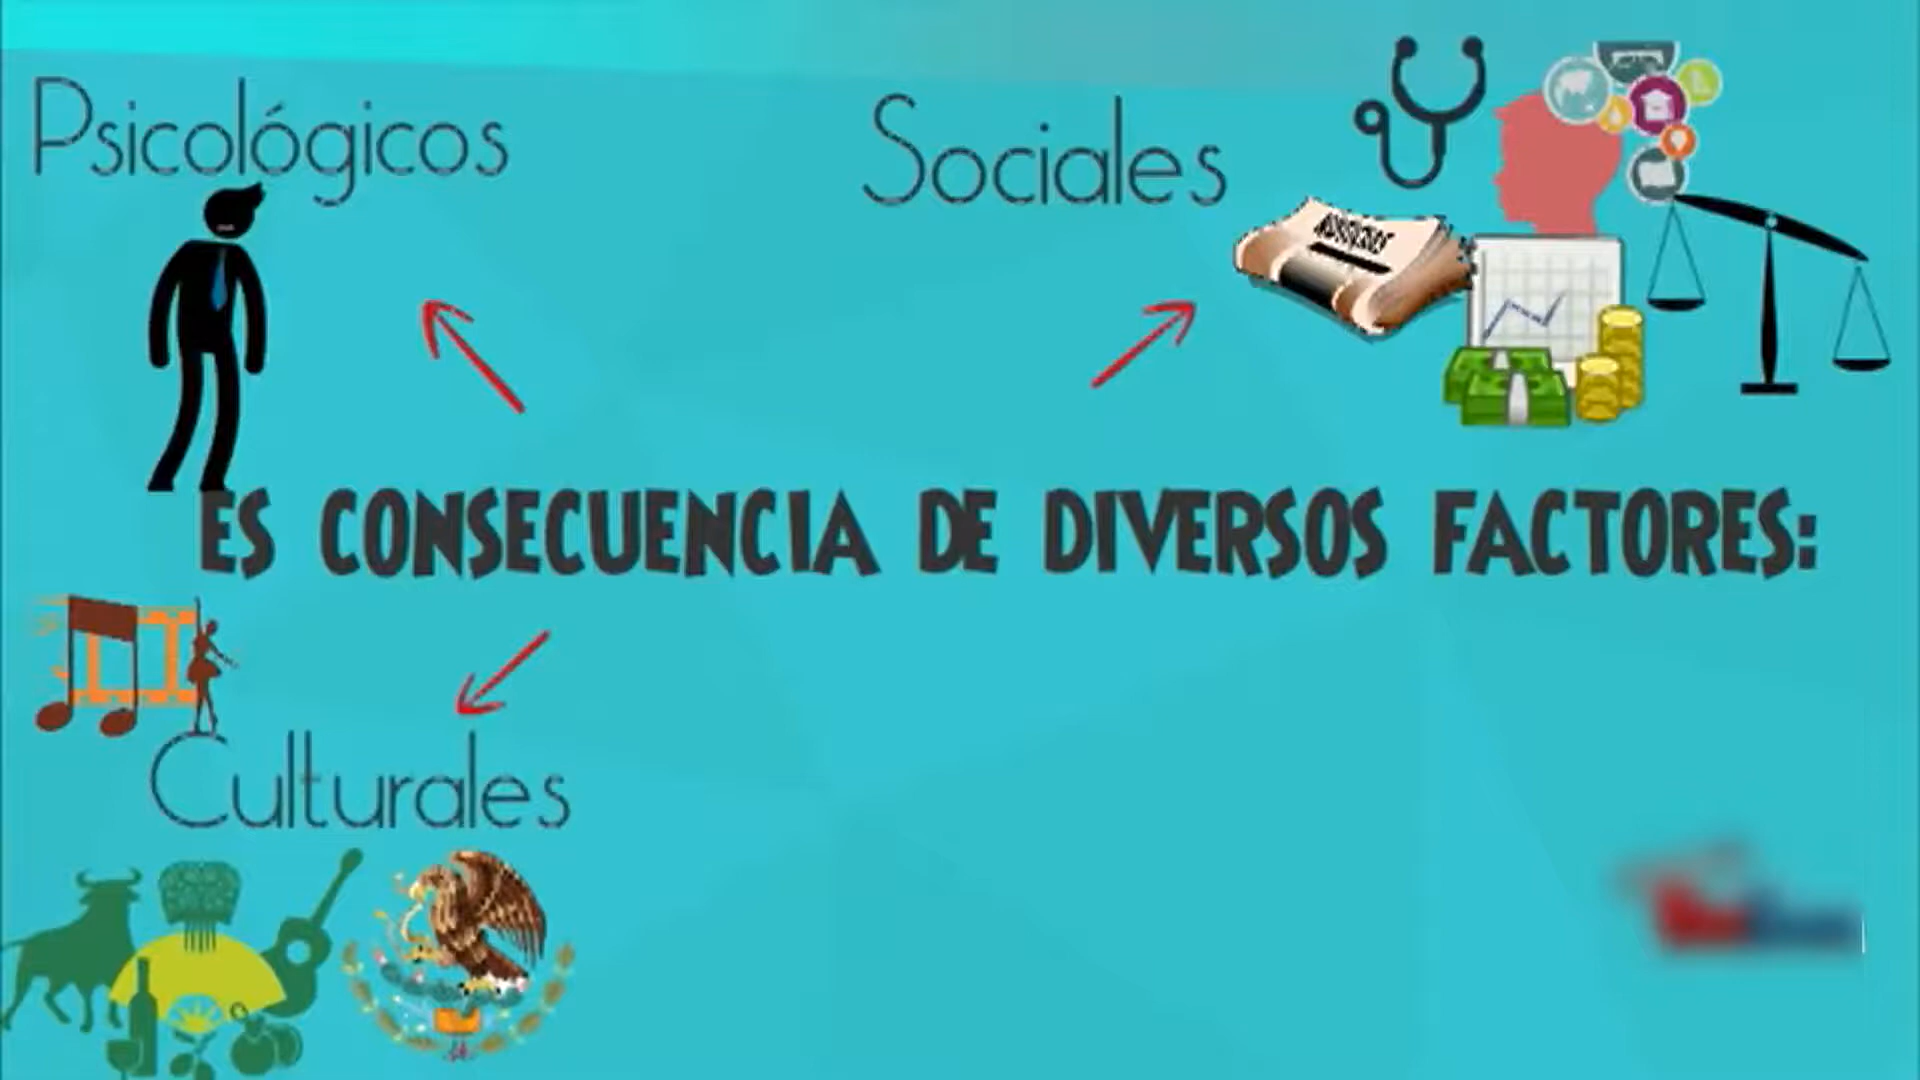 Psicológicos
Sociales
ES CONSECUENCIA DE DIVERSOS FACTORES:
Culturales